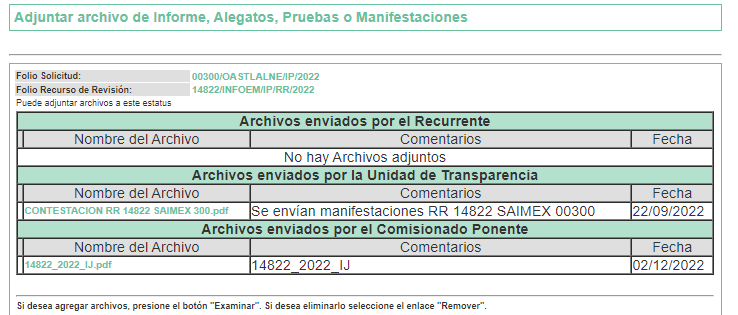 Adjuntar archivo de Informe, Alegatos, Pruebas o Manifestaciones
Folio Solicitud: 00300/OASTLALNE/IP/2022
Folio Recurso de Revisión: 14822/INFOEM/IP/RR/2022
Puede adjuntar archivos a este estatus
Archivos enviados por el Recurrente
Nombre del Archivo Comentarios Fecha
No hay Archivos adjuntos
Archivos enviados por la Unidad de Transparencia
Nombre del Archivo Comentarios Fecha
CONTESTACION RR 14822 SAIMEX 300.pdf Se envían manifestaciones RR 14822 SAIMEX 00300 22/09/2022
Archivos enviados por el Comisionado Ponente
Nombre del Archivo Comentarios Fecha
14822_2022_IJ.pdf 14822_2022_IJ 02/12/2022
Si desea agregar archivos, presione el botón "Examinar". Si desea eliminarlo seleccione el enlace "Remover".